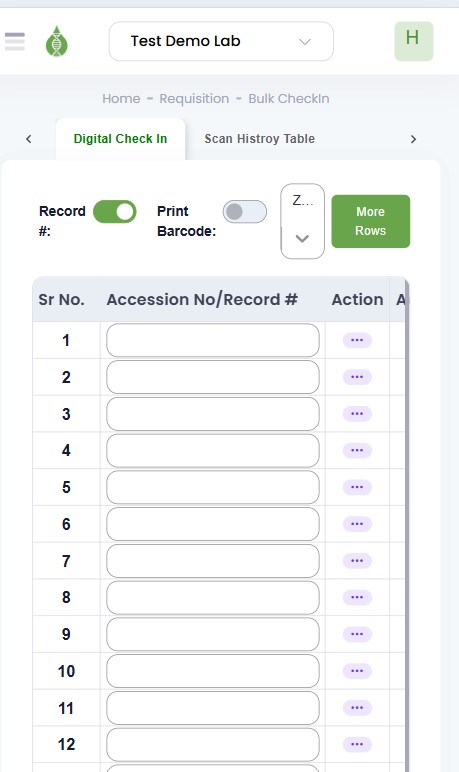 Test Demo Lab
H
Home - Requisition - Bulk CheckIn
Digital Check In
Scan Histroy Table
Record
#:
Print
Barcode:
Z...
More
Rows
Sr No. Accession No/Record # Action A
1
2
3
4
5
6
7
8
9
10
11
12